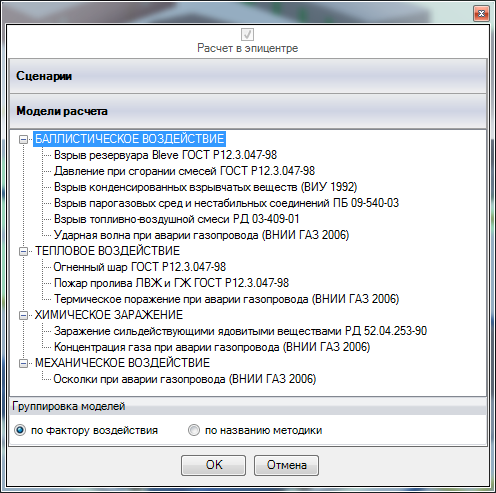 Расчет в эпицентре
Сценарии
Модели расчета
БАЛЛИСТИЧЕСКОЕ ВОЗДЕЙСТВИЕ
Взрыв резервуара Bleve ГОСТ Р12.3.047-98
Давление при сгорании смесей ГОСТ Р12.3.047-98
Взрыв конденсированных взрывчатых веществ (ВИУ 1992)
Взрыв парогазовых сред и нестабильных соединений ПБ 09-540-03
Взрыв топливно-воздушной смеси РД 03-409-01
Ударная волна при аварии газопровода (ВНИИ ГАЗ 2006)
ТЕПЛОВОЕ ВОЗДЕЙСТВИЕ
Огненный шар ГОСТ Р12.3.047-98
Пожар пролива ЛВЖ и ГЖ ГОСТ Р12.3.047-98
Термическое поражение при аварии газопровода (ВНИИ ГАЗ 2006)
ХИМИЧЕСКОЕ ЗАРАЖЕНИЕ
Заражение сильдействующими ядовитыми веществами РД 52.04.253-90
Концентрация газа при аварии газопровода (ВНИИ ГАЗ 2006)
МЕХАНИЧЕСКОЕ ВОЗДЕЙСТВИЕ
Осколки при аварии газопровода (ВНИИ ГАЗ 2006)
Группировка моделей
по фактору воздействия по названию методики
OK Отмена